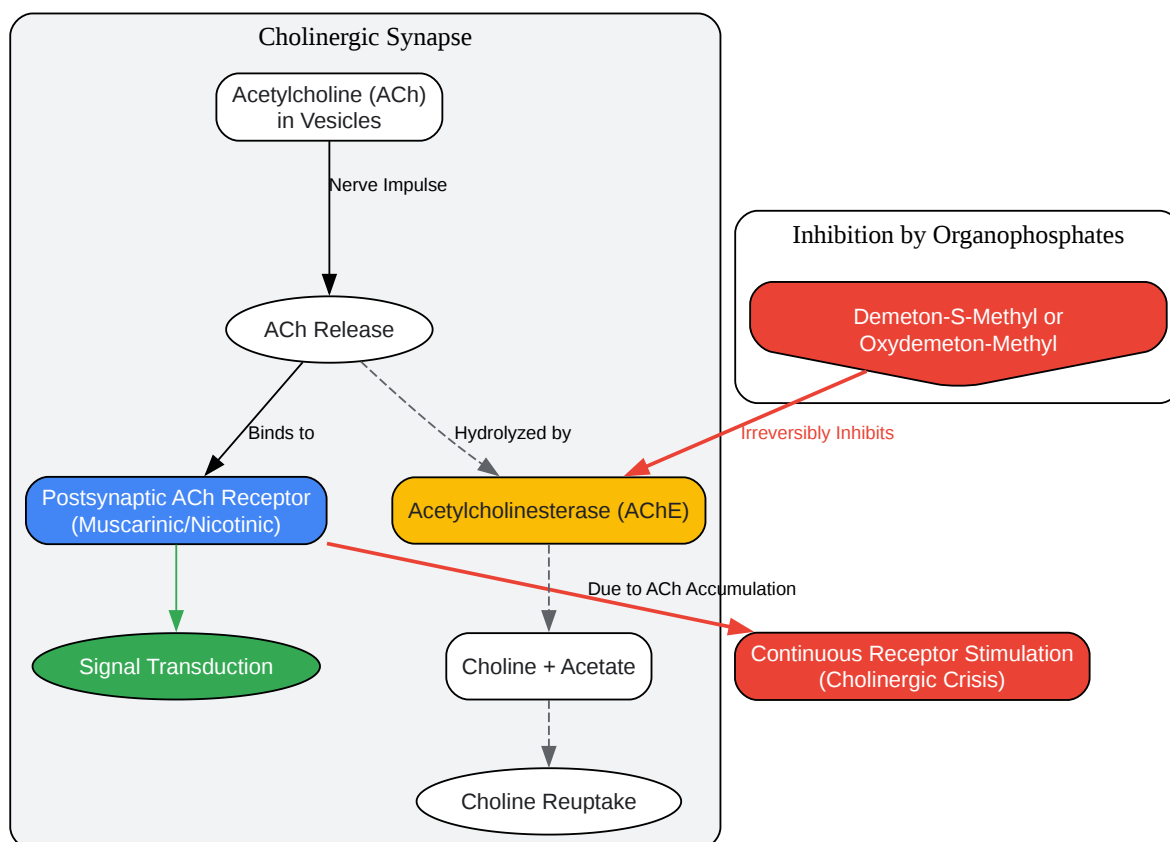 Cholinergic Synapse
Acetylcholine (ACh)
in Vesicles
Nerve Impulse
Inhibition by Organophosphates
Demeton-S-Methyl or
Oxydemeton-Methyl
ACh Release
Binds to
Hydrolyzed by
Irreversibly Inhibits
Postsynaptic ACh Receptor
(Muscarinic/Nicotinic)
Acetylcholinesterase (AChE)
Due to ACh Accumulation
Signal Transduction
Choline + Acetate
Continuous Receptor Stimulation
(Cholinergic Crisis)
Choline Reuptake